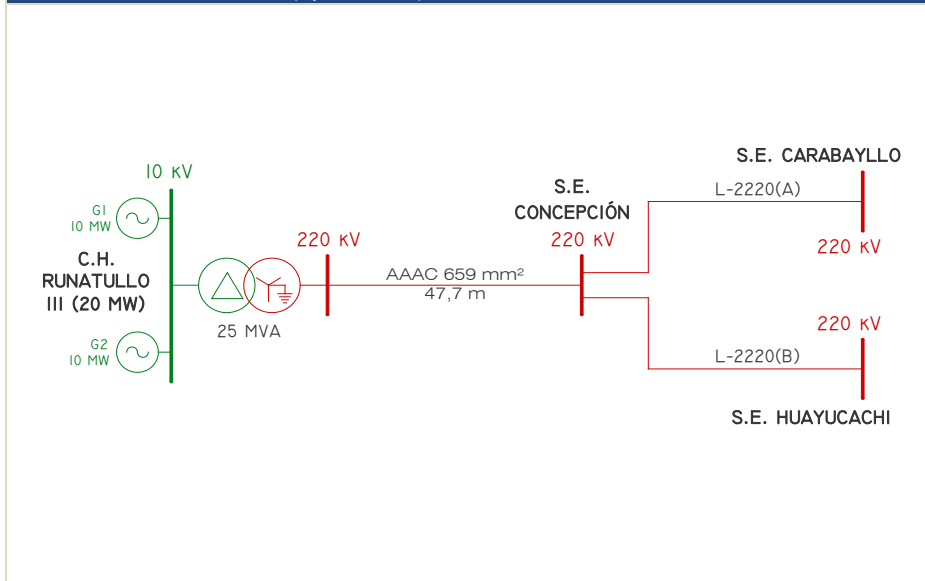 10 KV
G1
10 MW
C.H.
RUNATULLO
III (20 MW)
G2
10 MW
25 MVA
220 KV
AAAC 659 mm²
47,7 m
S.E.
CONCEPCIÓN
220 KV
S.E. CARABAYLLO
L-2220(A)
220 KV
220 KV
L-2220(B)
S.E. HUAYUCACHI